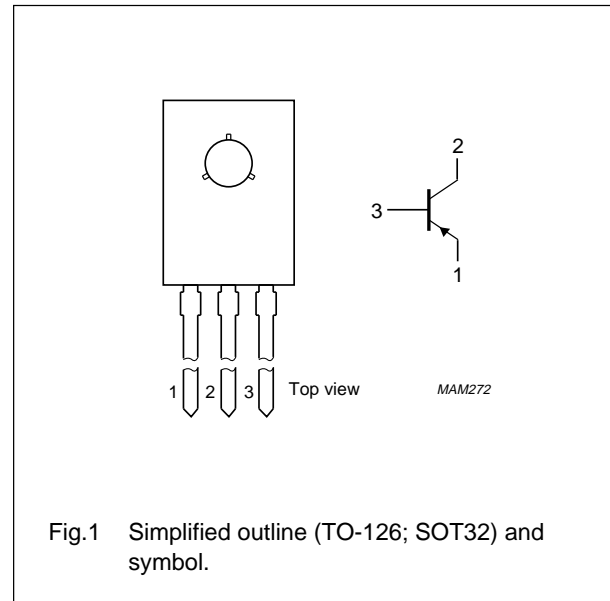 2
3
1
1 2 3 Top view MAM272
Fig.1 Simplified outline (TO-126; SOT32) and
symbol.